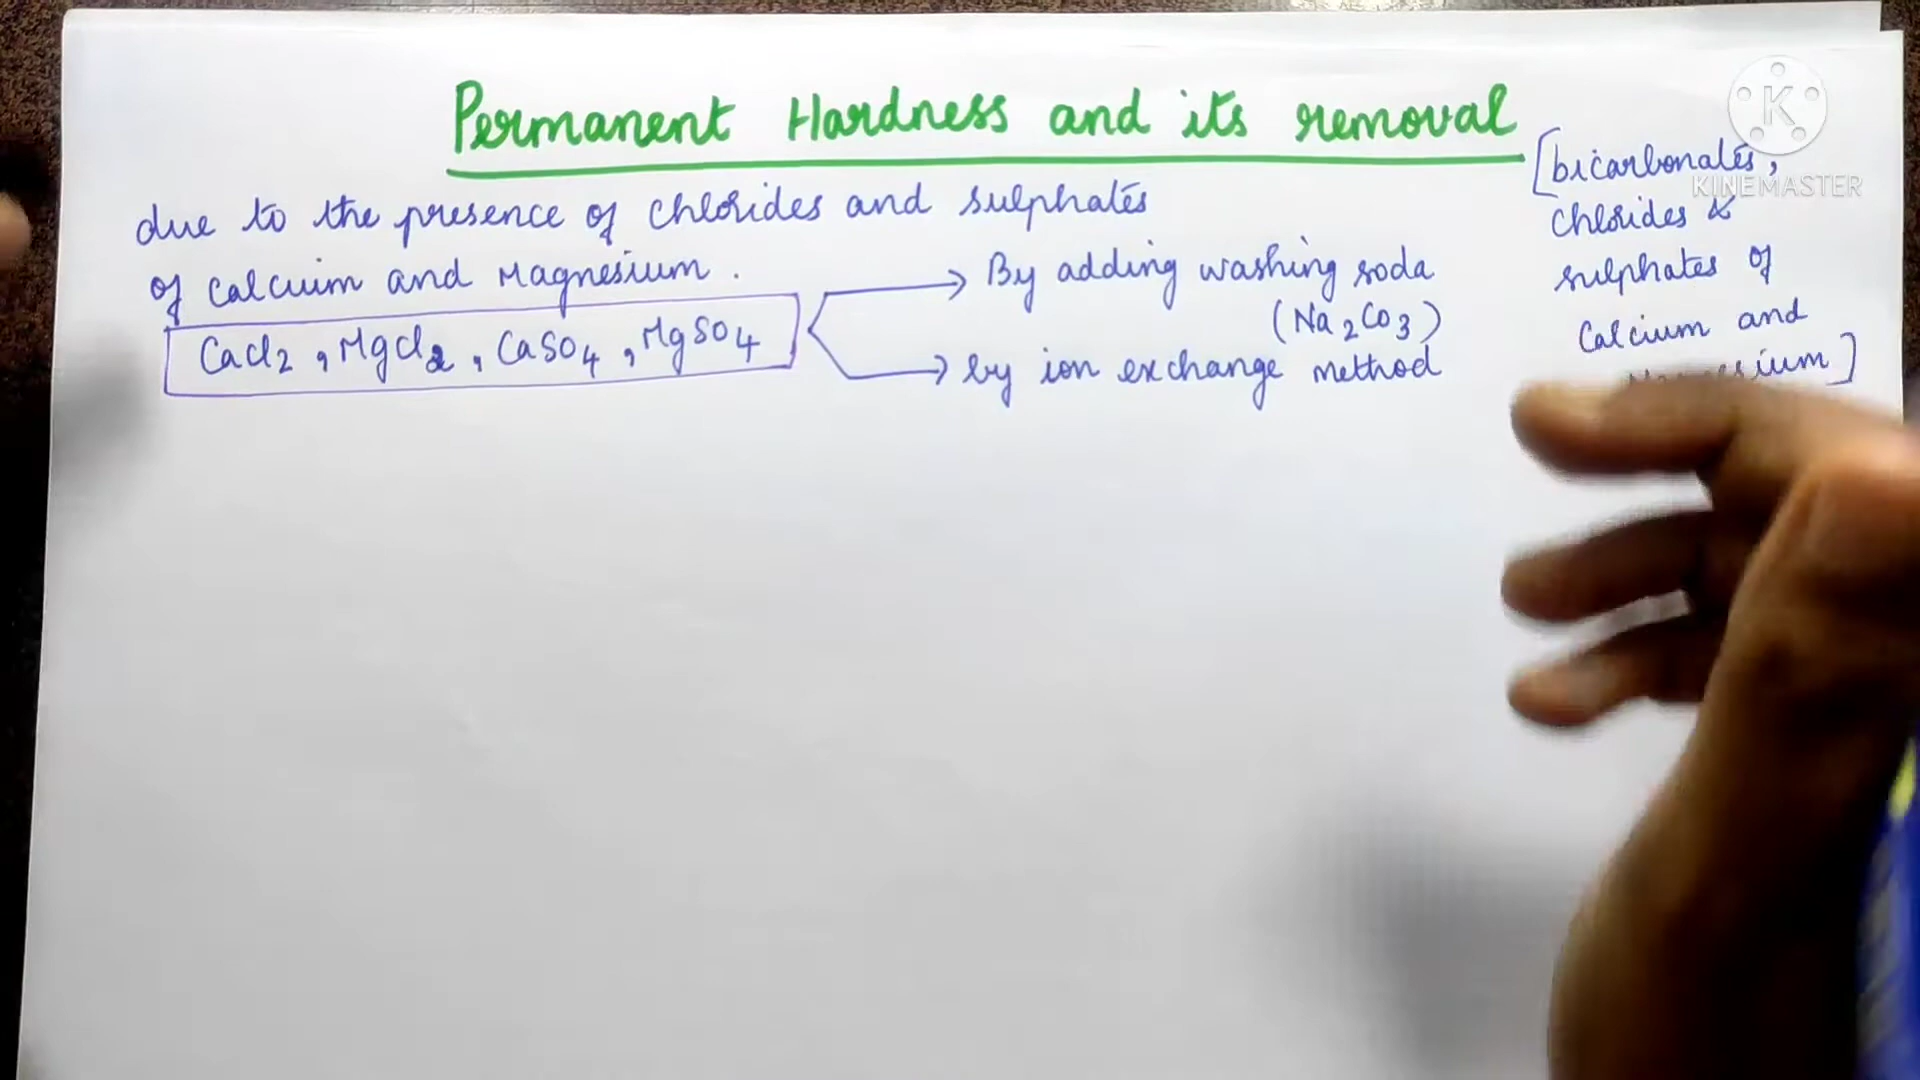 Permanent Hardness and its removal
due to the presence of chlorides and sulphates
of calcium and Magnesium .
CaCl2 , MgCl2 , CaSO4 , MgSO4
By adding washing soda
(Na2CO3)
by ion exchange method
[bicarbonates,
chlorides &
sulphates of
Calcium and
Magnesium]
K
KINEMASTER